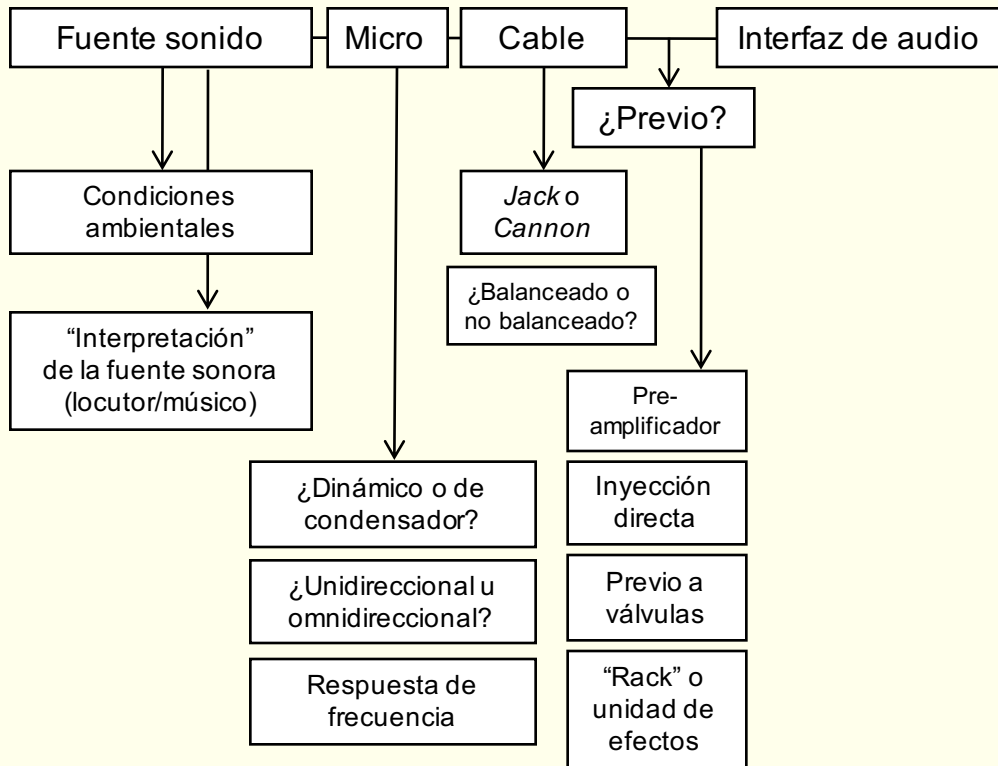 Fuente sonido
Micro
Cable
Interfaz de audio
¿Previo?
Condiciones
ambientales
Jack o
Cannon
¿Balanceado o
no balanceado?
“Interpretación”
de la fuente sonora
(locutor/músico)
Pre-
amplificador
¿Dinámico o de
condensador?
Inyección
directa
¿Unidireccional u
omnidireccional?
Previo a
válvulas
Respuesta de
frecuencia
“Rack” o
unidad de
efectos